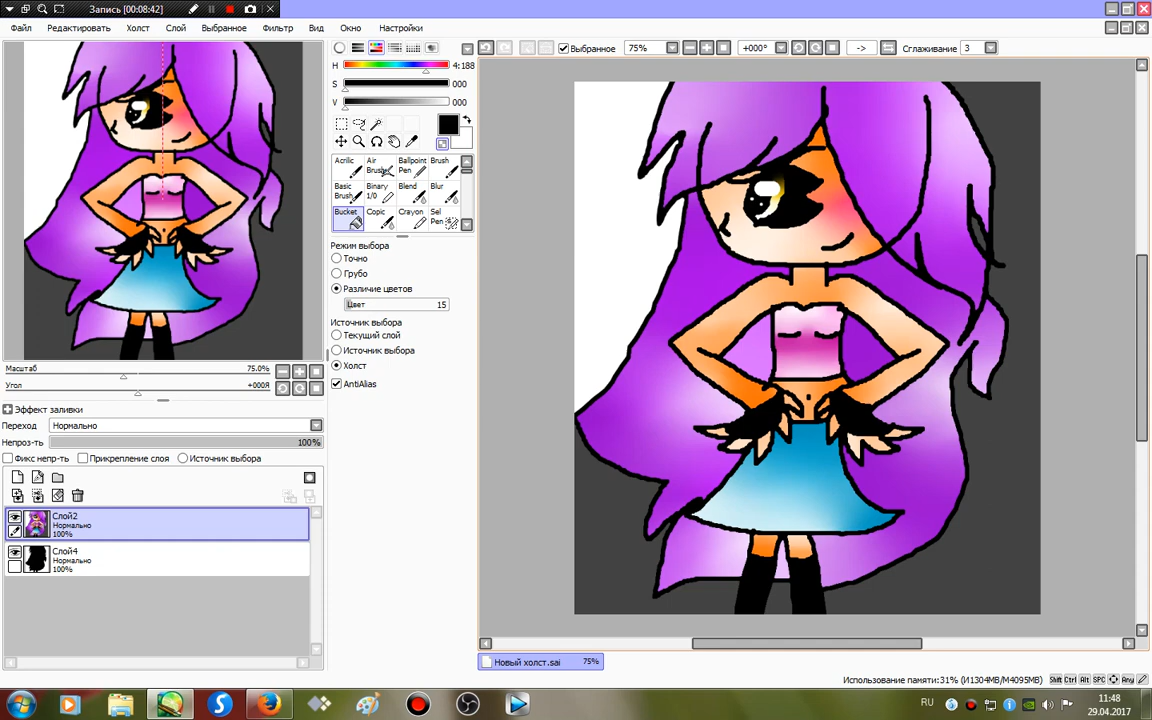 Запись [00:08:42]
Файл Редактировать Холст Слой Выбранное Фильтр Вид Окно Настройки
Выбранное 75% +000° -> Сглаживание 3
H 4:188
S 000
V 000
Acrilic Air Brush Ballpoint Pen Brush
Basic Brush Binary 1/0 Blend Blur
Bucket Copic Crayon Sel Pen
Режим выбора
Точно
Грубо
Различие цветов
Цвет 15
Источник выбора
Текущий слой
Источник выбора
Холст
AntiAlias
Масштаб 75.0%
Угол +000Я
Эффект заливки
Переход Нормально
Непроз-ть 100%
Фикс непр-ть Прикрепление слоя Источник выбора
Слой2
Нормально
100%
Слой4
Нормально
100%
Новый холст.sai 75%
Использование памяти:31% (И1304MB/М4095MB) Shift Ctrl Alt SPC Any
RU 11:48
29.04.2017